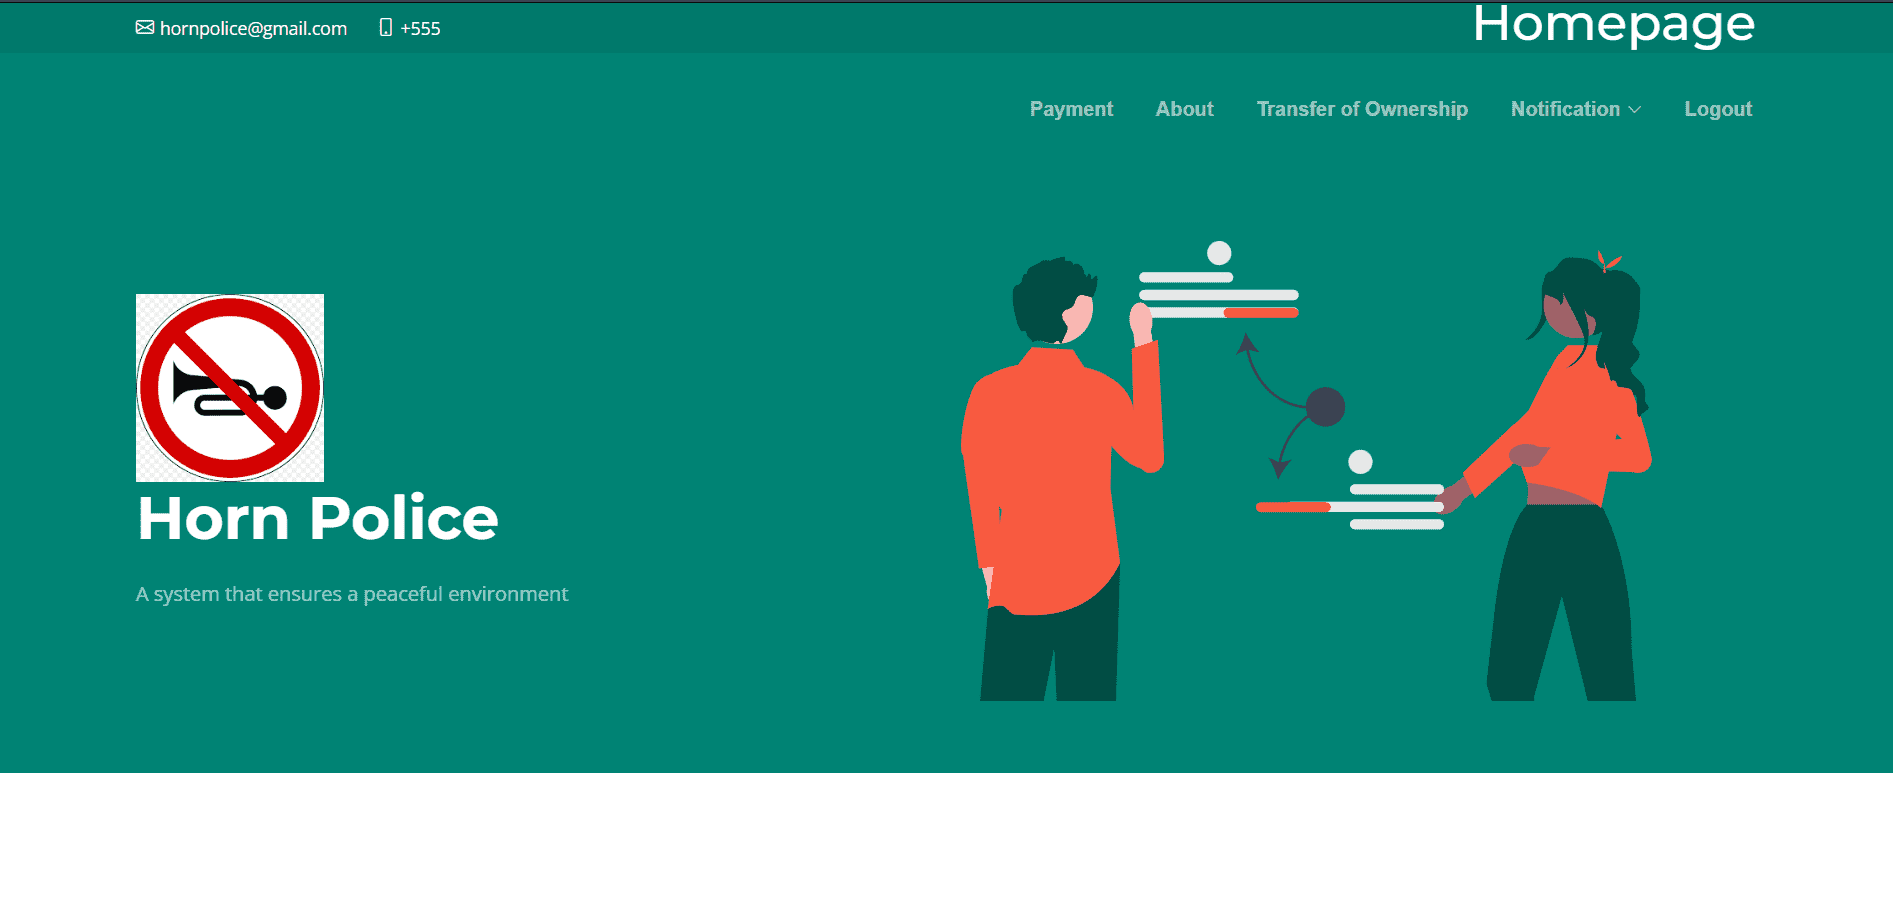 hornpolice@gmail.com +555 Homepage
Payment About Transfer of Ownership Notification Logout
Horn Police
A system that ensures a peaceful environment